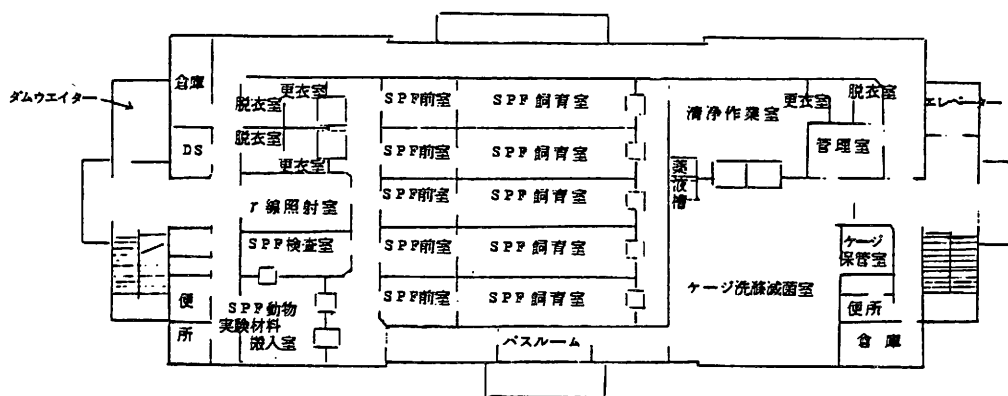 倉庫
ダムウエイター
DS
更衣室
脱衣室
脱衣室
更衣室
γ線照射室
SPF検査室
SPF動物
実験材料
搬入室
便
所
SPF前室
SPF飼育室
SPF前室
SPF飼育室
SPF前室
SPF飼育室
SPF前室
SPF飼育室
SPF前室
SPF飼育室
パスルーム
清浄作業室
更衣室
脱衣室
管理室
薬
液
槽
エレベーター
ケージ
保管室
ケージ洗滌滅菌室
便所
倉庫